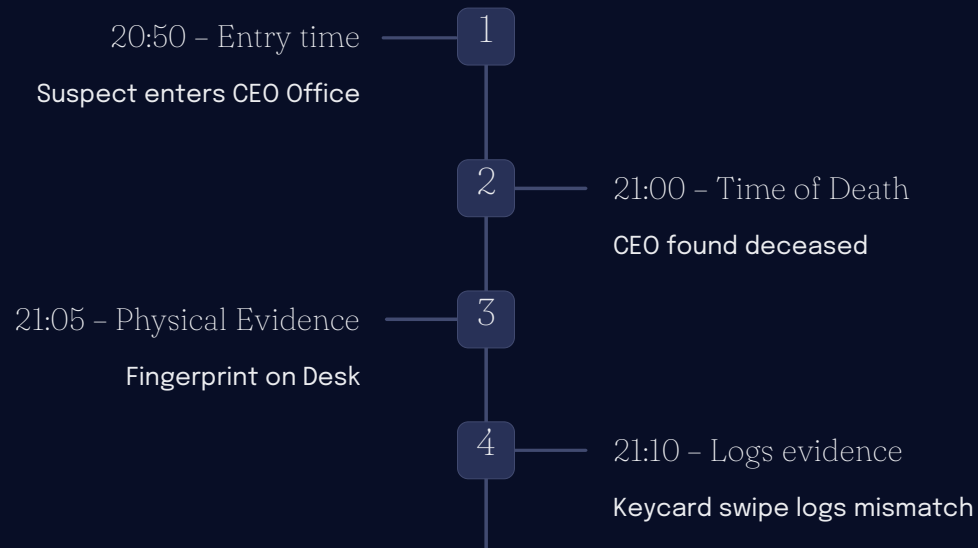 1
20:50 – Entry time
Suspect enters CEO Office
2
21:00 – Time of Death
CEO found deceased
3
21:05 – Physical Evidence
Fingerprint on Desk
4
21:10 – Logs evidence
Keycard swipe logs mismatch